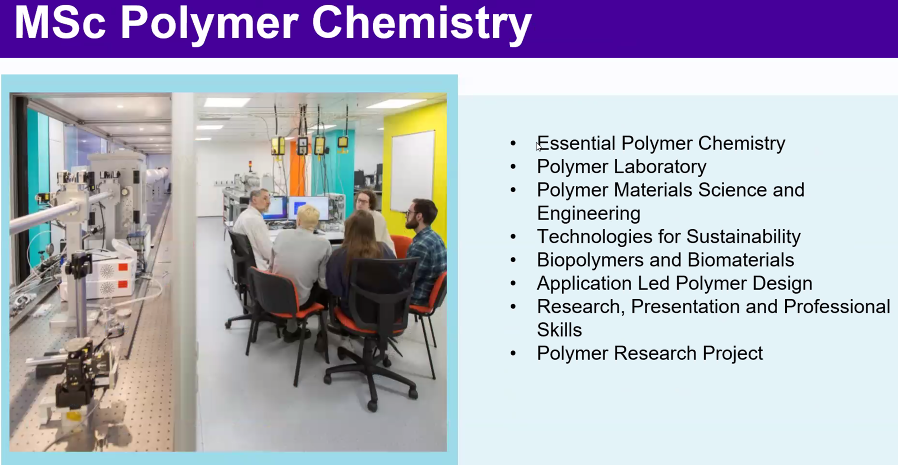 MSc Polymer Chemistry
• Essential Polymer Chemistry
• Polymer Laboratory
• Polymer Materials Science and
Engineering
• Technologies for Sustainability
• Biopolymers and Biomaterials
• Application Led Polymer Design
• Research, Presentation and Professional
Skills
• Polymer Research Project